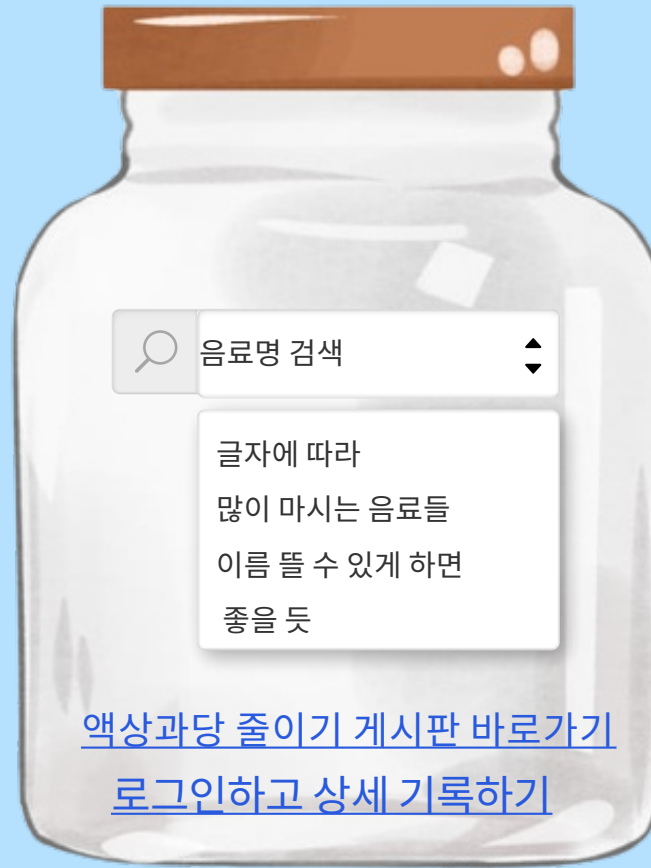 음료명 검색
글자에 따라
많이 마시는 음료들
이름 뜰 수 있게 하면
좋을 듯
액상과당 줄이기 게시판 바로가기
로그인하고 상세 기록하기